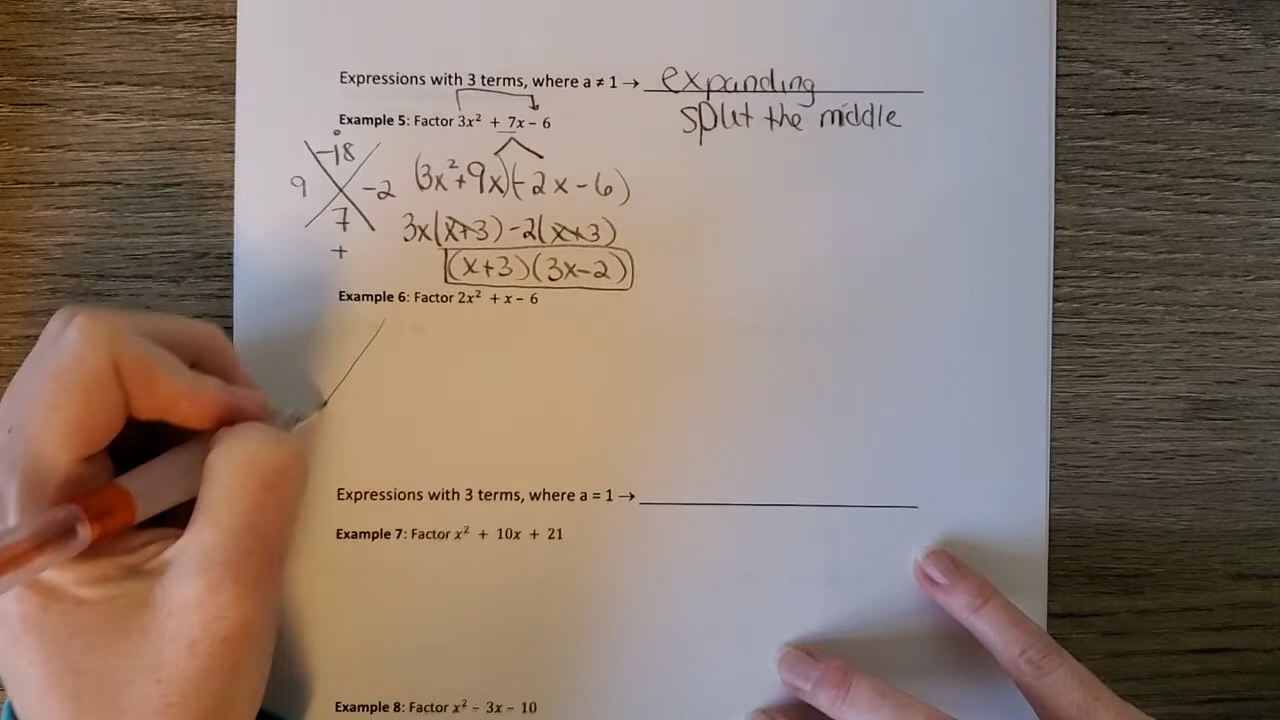 Expressions with 3 terms, where a ≠ 1 → expanding
split the middle
Example 5: Factor 3x² + 7x − 6
-18
9 -2 (3x²+9x)(-2x-6)
7 3x(x+3)-2(x+3)
+ (x+3)(3x-2)
Example 6: Factor 2x² + x − 6
Expressions with 3 terms, where a = 1 →
Example 7: Factor x² + 10x + 21
Example 8: Factor x² − 3x − 10